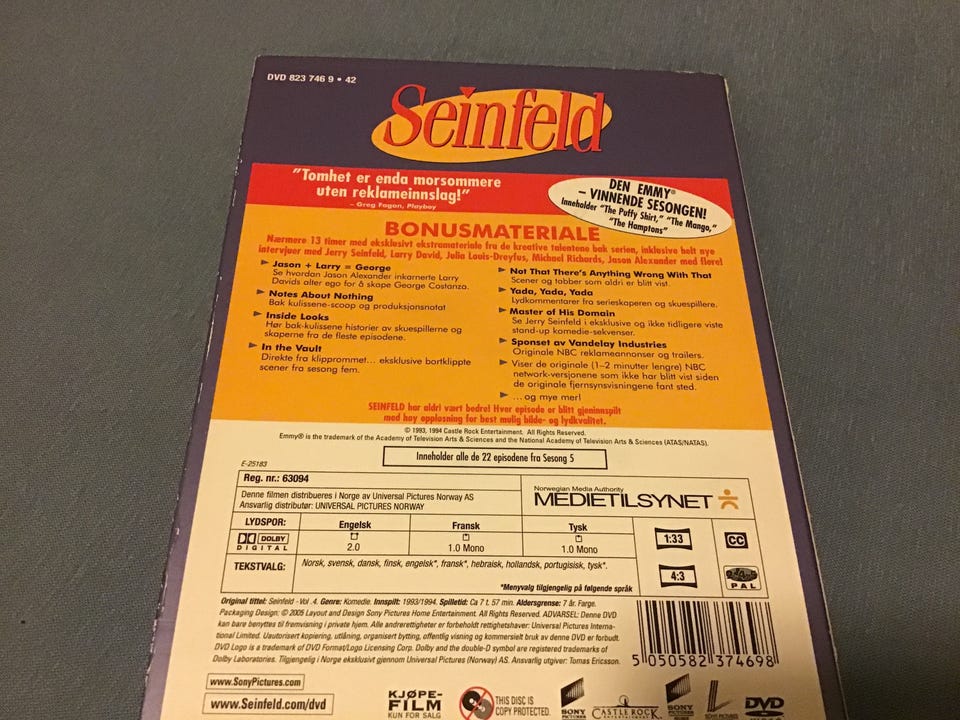 DVD 823 746 9 • 42
Seinfeld
"Tomhet er enda morsommere
uten reklameinnslag!"
– Greg Fagan, Playboy
DEN EMMY®
– VINNENDE SESONGEN!
Inneholder "The Puffy Shirt," "The Mango,"
"The Hamptons"
BONUSMATERIALE
Nærmere 13 timer med eksklusivt ekstramateriale fra de kreative talentene bak serien, inklusive helt nye
intervjuer med Jerry Seinfeld, Larry David, Julia Louis-Dreyfus, Michael Richards, Jason Alexander med flere!
Jason + Larry = George
Se hvordan Jason Alexander inkarnerte Larry
Davids alter ego for å skape George Costanza.
Notes About Nothing
Bak kulissene-scoop og produksjonsnotat
Inside Looks
Hør bak-kulissene historier av skuespillerne og
skaperne fra de fleste episodene.
In the Vault
Direkte fra klipprommet... eksklusive bortklippte
scener fra sesong fem.
Not That There's Anything Wrong With That
Scener og tabber som aldri er blitt vist.
Yada, Yada, Yada
Lydkommentarer fra serieskaperen og skuespillere.
Master of His Domain
Se Jerry Seinfeld i eksklusive og ikke tidligere viste
stand-up komedie-sekvenser.
Sponset av Vandelay Industries
Originale NBC reklameannonser og trailers.
Viser de originale (1–2 minutter lengre) NBC
network-versjonene som ikke har blitt vist siden
de originale fjernsynsvisningene fant sted.
... og mye mer!
SEINFELD har aldri vært bedre! Hver episode er blitt gjeninnspilt
med høy oppløsning for best mulig bilde- og lydkvalitet.
© 1993, 1994 Castle Rock Entertainment. All Rights Reserved.
Emmy® is the trademark of the Academy of Television Arts & Sciences and the National Academy of Television Arts & Sciences (ATAS/NATAS).
Inneholder alle de 22 episodene fra Sesong 5
E-25183
Reg. nr.: 63094
Denne filmen distribueres i Norge av Universal Pictures Norway AS
Ansvarlig distributør: UNIVERSAL PICTURES NORWAY
Norwegian Media Authority
MEDIETILSYNET
LYDSPOR: Engelsk Fransk Tysk
DOLBY
DIGITAL 2.0 1.0 Mono 1.0 Mono
TEKSTVALG: Norsk, svensk, dansk, finsk, engelsk*, fransk*, hebraisk, hollandsk, portugisisk, tysk*.
*Menyvalg tilgjengelig på følgende språk
1:33
CC
4:3
PAL
Original tittel: Seinfeld - Vol .4. Genre: Komedie. Innspilt: 1993/1994. Spilletid: Ca 7 t. 57 min. Aldersgrense: 7 år. Farge.
Packaging Design: © 2005 Layout and Design Sony Pictures Home Entertainment. All Rights Reserved. ADVARSEL: Denne DVD
kan bare benyttes til fremvisning i private hjem. Alle andrerettigheter er forbeholdt rettighetshaver: Universal Pictures Interna-
tional Limited. Uautorisert kopiering, utlåning, organisert bytting, offentlig visning og kommersielt bruk av denne DVD er forbudt.
DVD Logo is a trademark of DVD Format/Logo Licensing Corp. Dolby and the double-D symbol are registered trademarks of
Dolby Laboratories. Tilgjengelig i Norge eksklusivt gjennom Universal Pictures (Norway) AS. Ansvarlig utgiver: Tomas Ericsson.
5 050582 374698
www.SonyPictures.com
www.Seinfeld.com/dvd
KJØPE-
FILM
KUN FOR SALG
THIS DISC IS
COPY PROTECTED.
SONY
PICTURES
CASTLE ROCK
ENTERTAINMENT
SONY
PICTURES
DVD